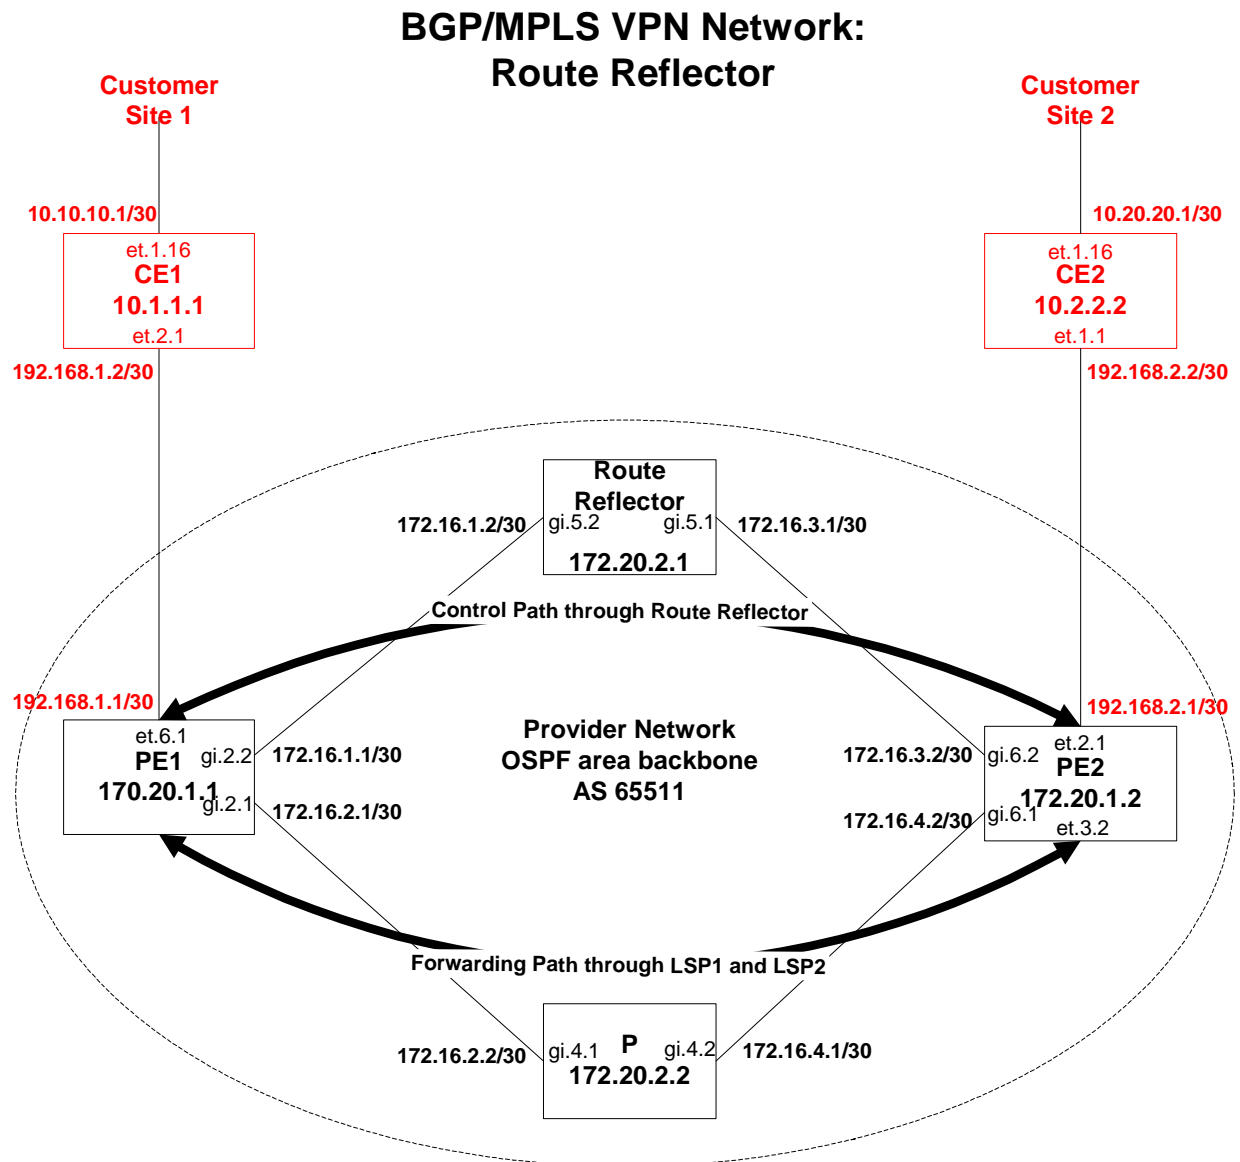 BGP/MPLS VPN Network:
Route Reflector
Customer
Site 1
Customer
Site 2
10.10.10.1/30
10.20.20.1/30
et.1.16
CE1
10.1.1.1
et.2.1
et.1.16
CE2
10.2.2.2
et.1.1
192.168.1.2/30
192.168.2.2/30
Route
Reflector
172.16.1.2/30
gi.5.2
gi.5.1
172.16.3.1/30
172.20.2.1
Control Path through Route Reflector
192.168.1.1/30
192.168.2.1/30
et.6.1
PE1
gi.2.2
170.20.1.1
gi.2.1
172.16.1.1/30
172.16.2.1/30
Provider Network
OSPF area backbone
AS 65511
172.16.3.2/30
172.16.4.2/30
et.2.1
gi.6.2
PE2
172.20.1.2
gi.6.1
et.3.2
Forwarding Path through LSP1 and LSP2
172.16.2.2/30
gi.4.1
P
gi.4.2
172.20.2.2
172.16.4.1/30